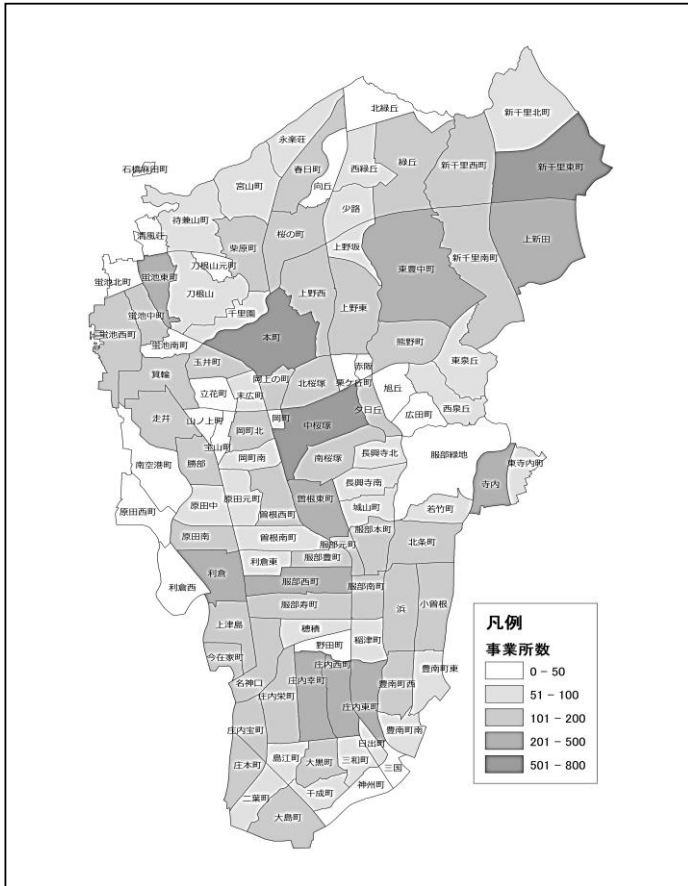 北緑丘
新千里北町
永楽荘
石橋麻田町
春日町
西緑丘
緑丘
新千里西町
新千里東町
宮山町
向丘
少路
待兼山町
清風荘
柴原町
桜の町
上野坂
東豊中町
新千里南町
上新田
刀根山元町
蛍池北町
蛍池東町
刀根山
上野西
上野東
蛍池中町
千里園
蛍池西町
本町
蛍池南町
熊野町
東泉丘
玉井町
箕輪
岡上の町
北桜塚
赤阪
栗ケ丘町
旭丘
立花町
末広町
夕日丘
西泉丘
走井
山ノ上町
岡町
中桜塚
広田町
岡町北
宝山町
南桜塚
長興寺北
服部緑地
東寺内町
南空港町
勝部
岡町南
寺内
長興寺南
原田元町
曽根東町
原田西町
原田中
曽根西町
城山町
若竹町
服部本町
原田南
曽根南町
服部元町
北条町
利倉東
服部豊町
利倉
利倉西
服部西町
服部南町
浜
小曽根
服部寿町
上津島
穂積
稲津町
野田町
今在家町
庄内西町
豊南町東
名神口
庄内幸町
豊南町西
庄内栄町
庄内東町
庄内宝町
豊南町南
日出町
庄本町
島江町
大黒町
三和町
三国
神州町
二葉町
千成町
大島町
凡例
事業所数
0 - 50
51 - 100
101 - 200
201 - 500
501 - 800